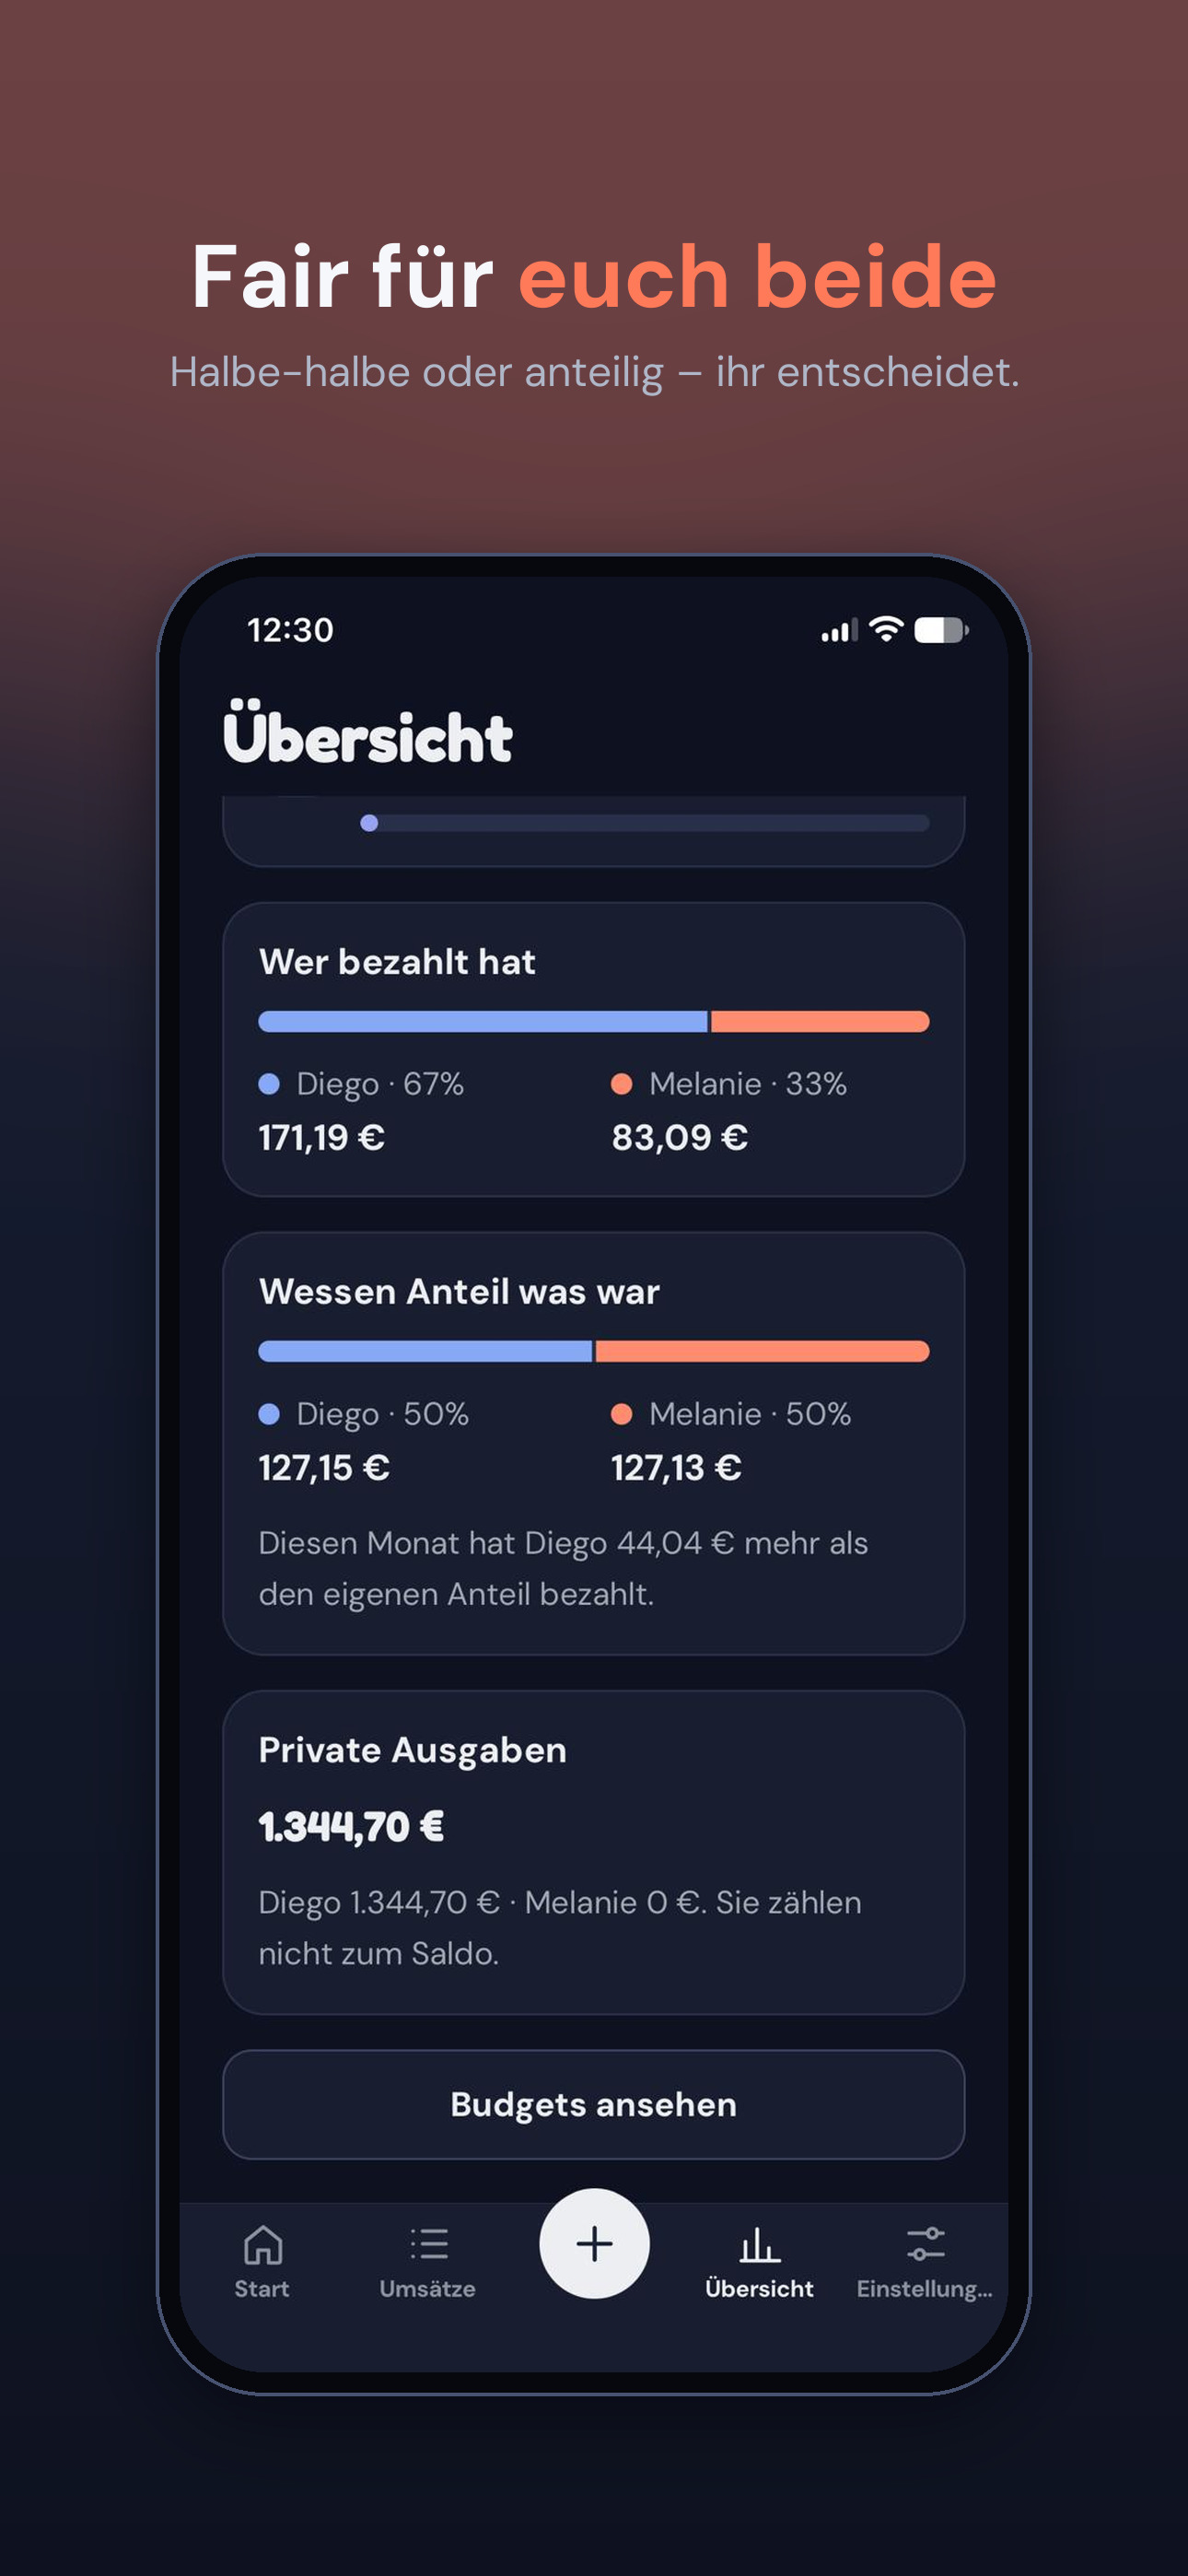 Fair für euch beide
Halbe-halbe oder anteilig – ihr entscheidet.
12:30
Übersicht
Wer bezahlt hat
Diego · 67%
171,19 €
Melanie · 33%
83,09 €
Wessen Anteil was war
Diego · 50%
127,15 €
Melanie · 50%
127,13 €
Diesen Monat hat Diego 44,04 € mehr als
den eigenen Anteil bezahlt.
Private Ausgaben
1.344,70 €
Diego 1.344,70 € · Melanie 0 €. Sie zählen
nicht zum Saldo.
Budgets ansehen
Start
Umsätze
Übersicht
Einstellung...